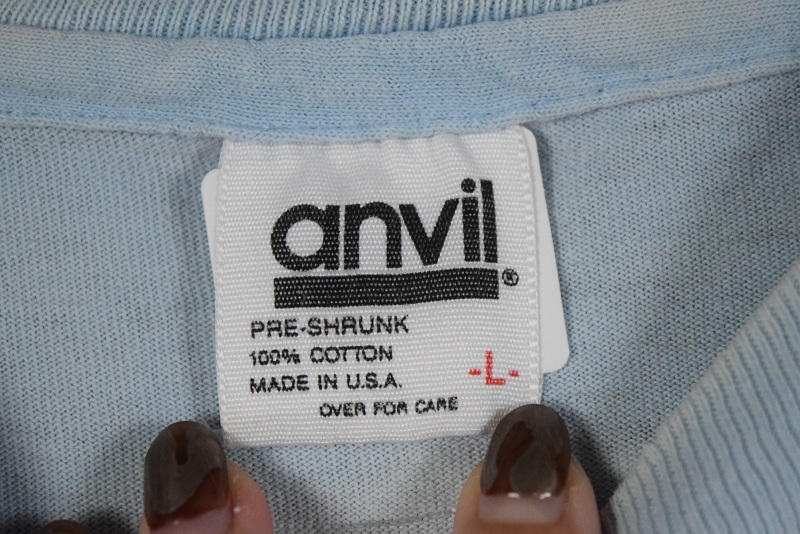 anvil®
PRE-SHRUNK
100% COTTON
MADE IN U.S.A.
-L-
OVER FOR CARE